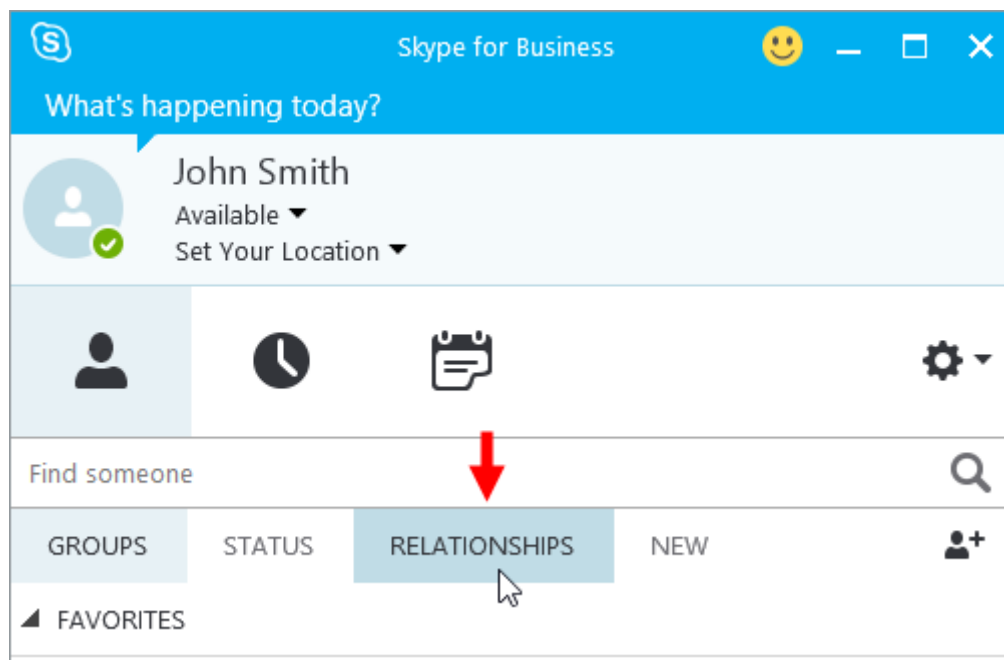 Skype for Business
What's happening today?
John Smith
Available
Set Your Location
Find someone
GROUPS STATUS RELATIONSHIPS NEW
FAVORITES